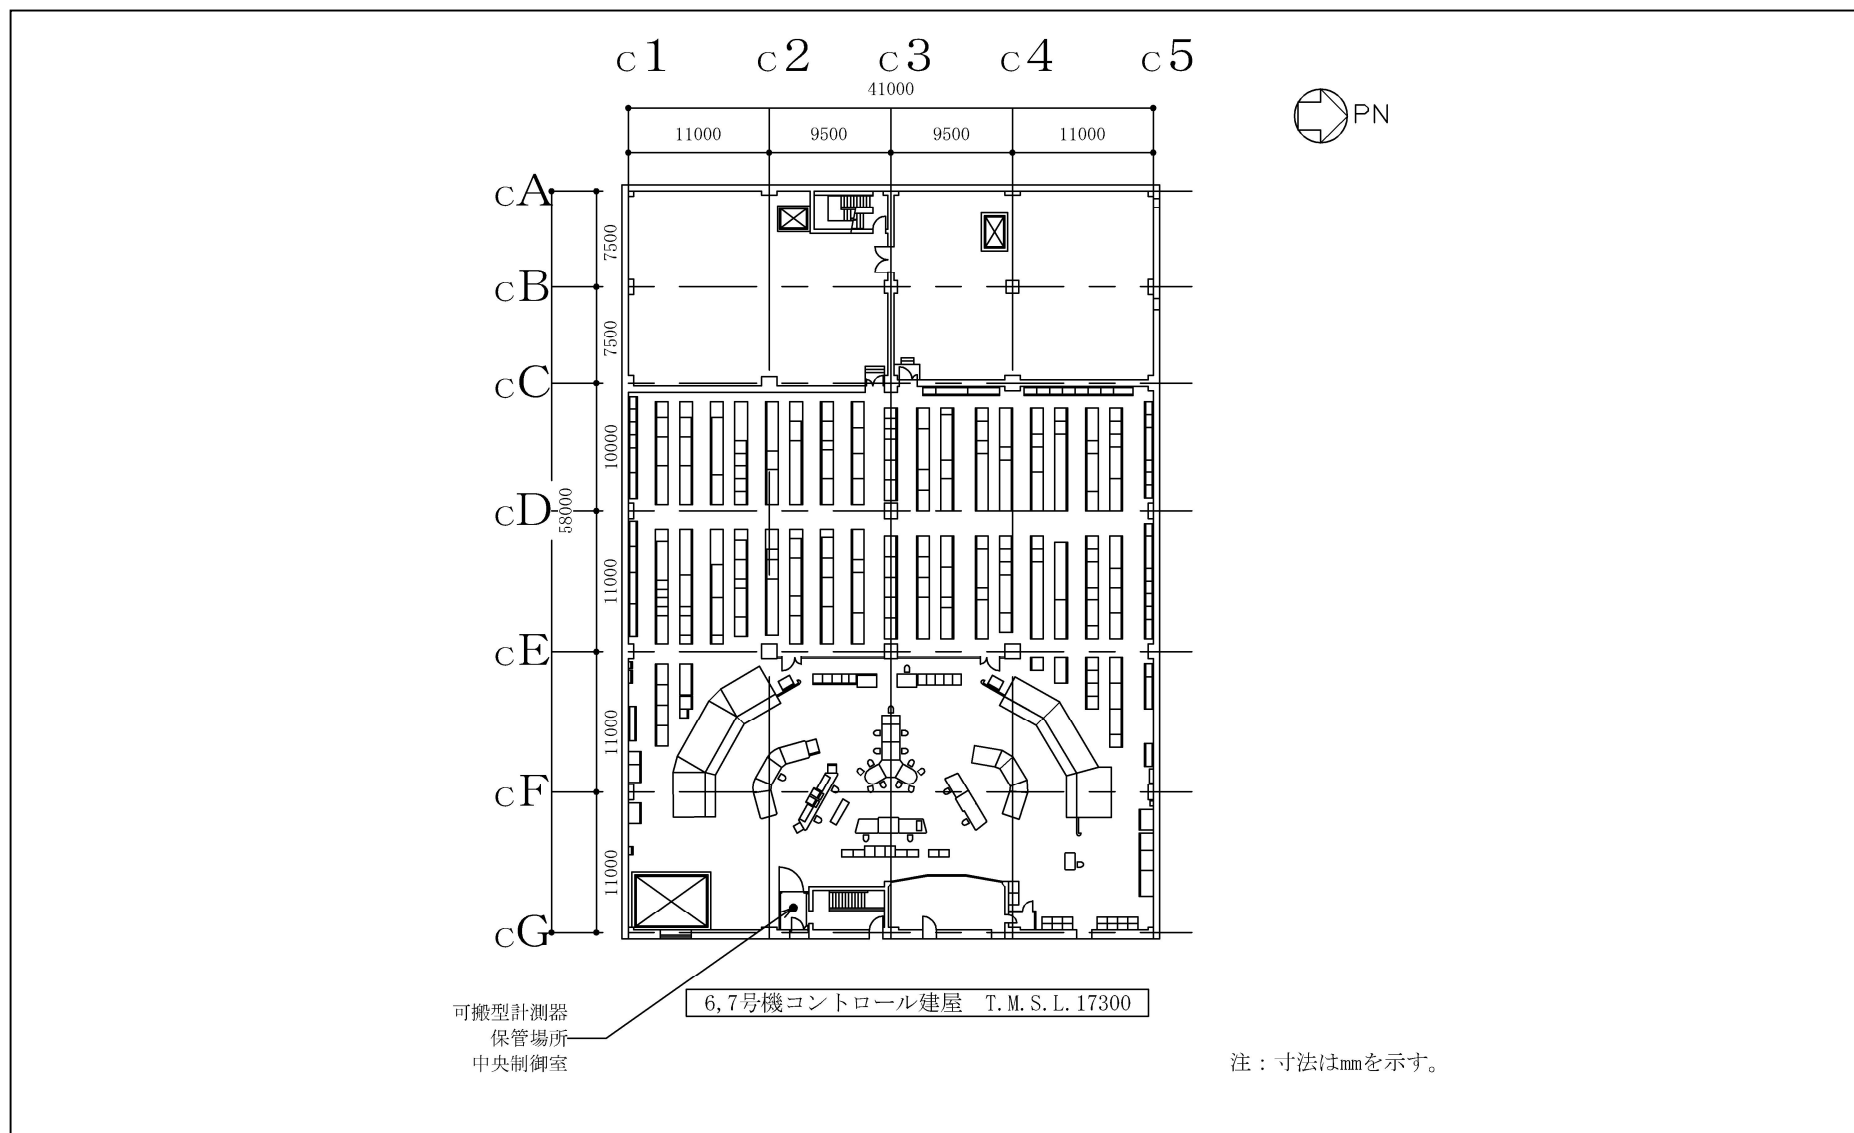 c1 c2 c3 c4 c5
41000
11000 9500 9500 11000
PN
cA
7500
cB
7500
cC
10000
cD
58000
11000
cE
11000
cF
11000
cG
6,7号機コントロール建屋 T.M.S.L.17300
可搬型計測器
保管場所
中央制御室
注：寸法はmmを示す。